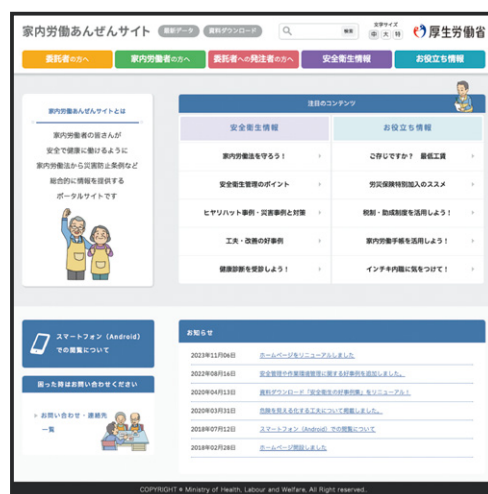 家内労働あんぜんサイト
最新データ
資料ダウンロード
検索
文字サイズ
中 大 特
厚生労働省
委託者の方へ
家内労働者の方へ
委託者への発注者の方へ
安全衛生情報
お役立ち情報
家内労働あんぜんサイトとは
家内労働者の皆さんが
安全で健康に働けるように
家内労働法から災害防止条例など
総合的に情報を提供する
ポータルサイトです
注目のコンテンツ
安全衛生情報
家内労働法を守ろう！
安全衛生管理のポイント
ヒヤリハット事例・災害事例と対策
工夫・改善の好事例
健康診断を受診しよう！
お役立ち情報
ご存じですか？ 最低工賃
労災保険特別加入のススメ
税制・助成制度を活用しよう！
家内労働手帳を活用しよう！
インチキ内職に気をつけて！
スマートフォン（Android）
での閲覧について
困った時はお問い合わせください
お問い合わせ・連絡先
一覧
お知らせ
2023年11月06日 ホームページをリニューアルしました
2022年08月16日 安全管理や作業環境管理に関する好事例を追加しました。
2020年04月13日 資料ダウンロード「安全衛生の好事例集」をリニューアル！
2020年03月31日 危険を見える化する工夫について掲載しました。
2018年07月12日 スマートフォン（Android）での閲覧について
2018年02月28日 ホームページ開設しました
COPYRIGHT © Ministry of Health, Labour and Welfare, All Right reserved.